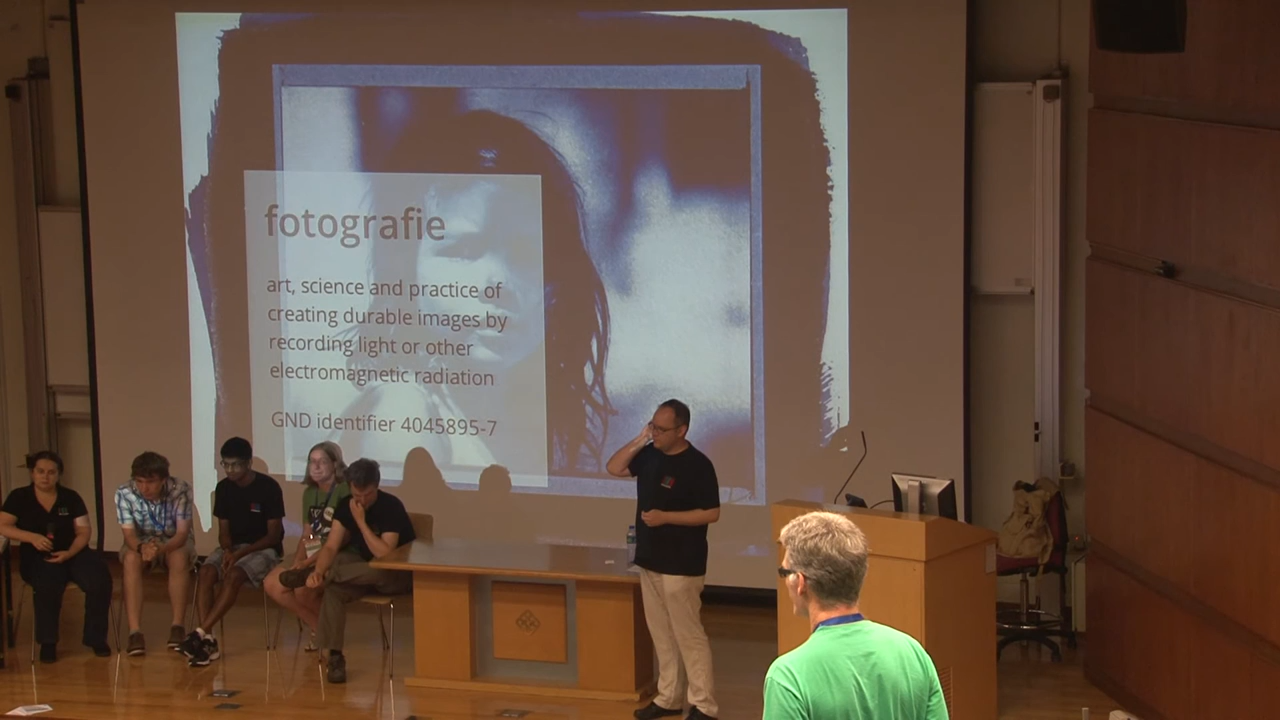 fotografie
art, science and practice of
creating durable images by
recording light or other
electromagnetic radiation
GND identifier 4045895-7